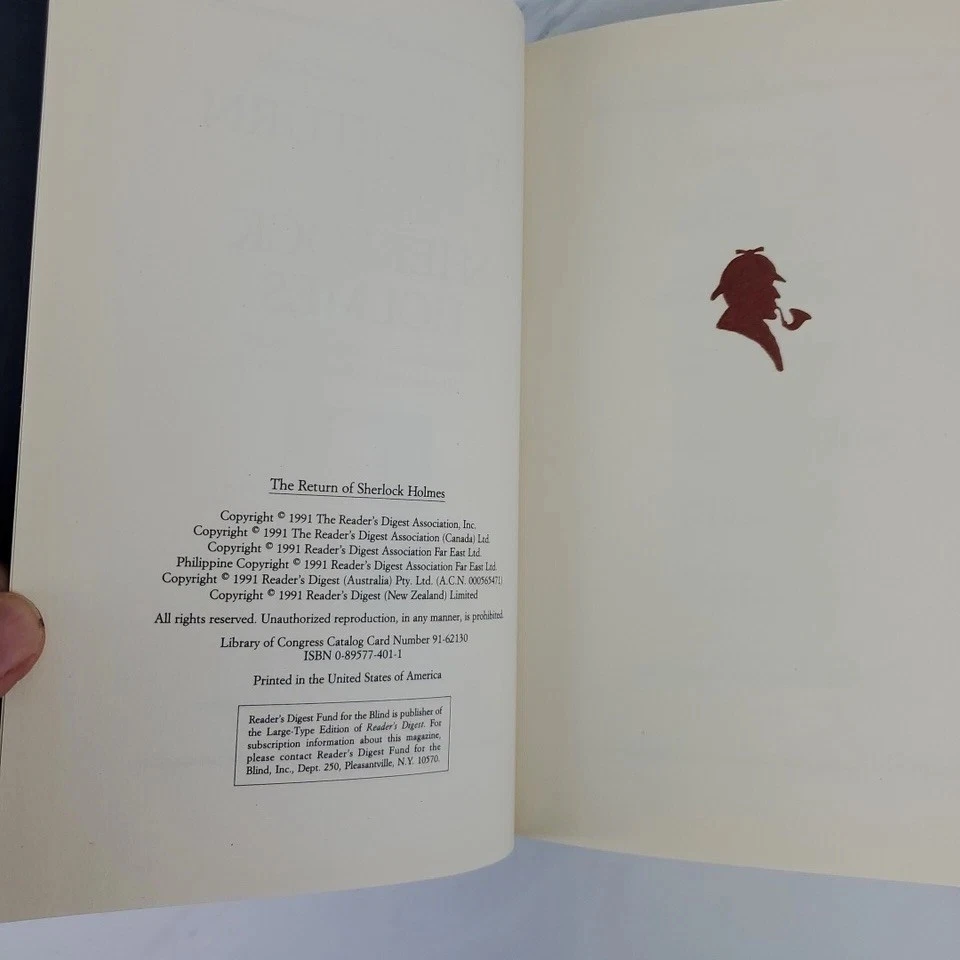 The Return of Sherlock Holmes
Copyright © 1991 The Reader's Digest Association, Inc.
Copyright © 1991 The Reader's Digest Association (Canada) Ltd.
Copyright © 1991 Reader's Digest Association Far East Ltd.
Philippine Copyright © 1991 Reader's Digest Association Far East Ltd.
Copyright © 1991 Reader's Digest (Australia) Pty. Ltd. (A.C.N. 000565471)
Copyright © 1991 Reader's Digest (New Zealand) Limited
All rights reserved. Unauthorized reproduction, in any manner, is prohibited.
Library of Congress Catalog Card Number 91-62130
ISBN 0-89577-401-1
Printed in the United States of America
Reader's Digest Fund for the Blind is publisher of
the Large-Type Edition of Reader's Digest. For
subscription information about this magazine,
please contact Reader's Digest Fund for the
Blind, Inc., Dept. 250, Pleasantville, N.Y. 10570.